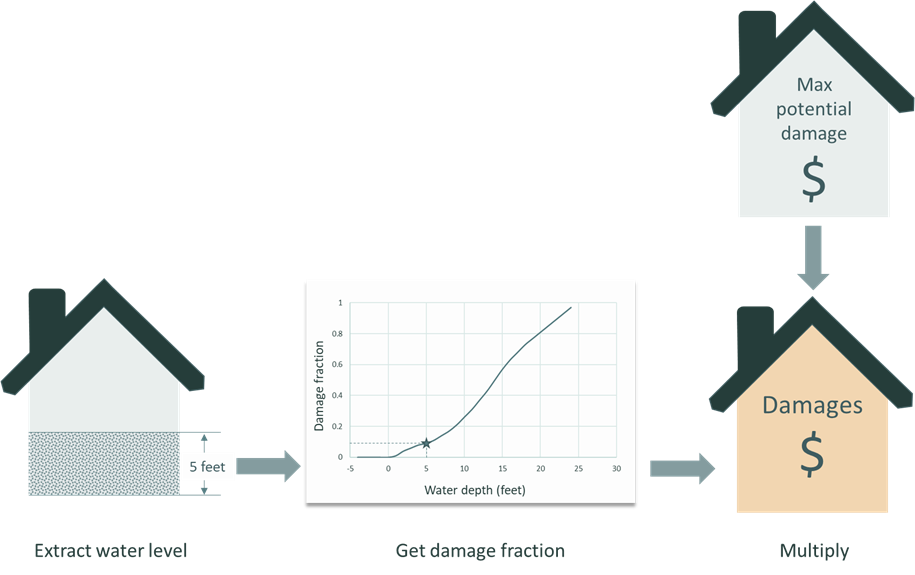 Max
potential
damage
$
5 feet
Damage fraction
1
0.8
0.6
0.4
0.2
0
-5 0 5 10 15 20 25 30
Water depth (feet)
Damages
$
Extract water level
Get damage fraction
Multiply